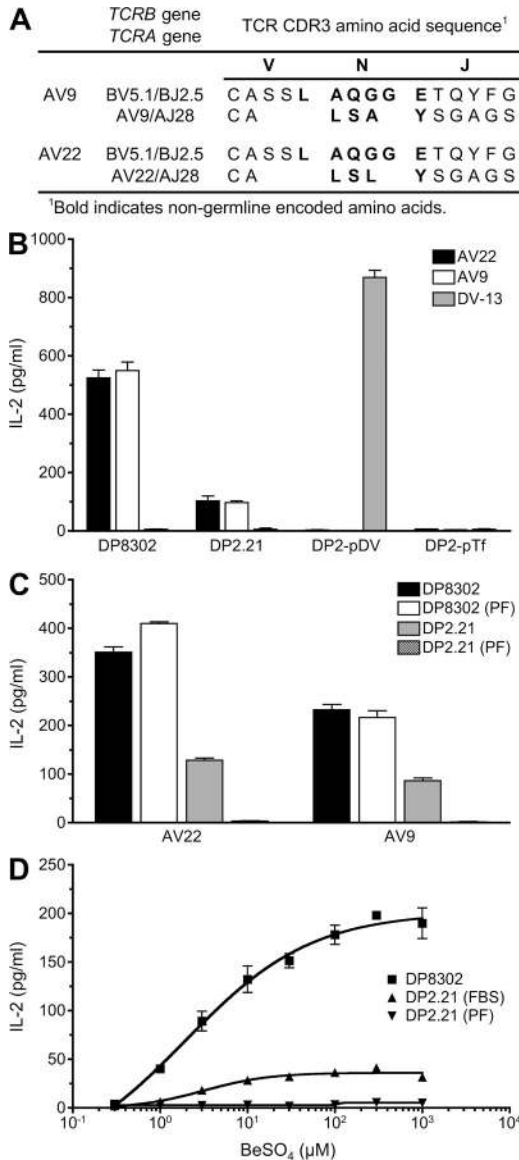 A
TCRB gene
TCRA gene
TCR CDR3 amino acid sequence¹
V N J
AV9 BV5.1/BJ2.5 C A S S L A Q G G E T Q Y F G
AV9/AJ28 C A L S A Y S G A G S
AV22 BV5.1/BJ2.5 C A S S L A Q G G E T Q Y F G
AV22/AJ28 C A L S L Y S G A G S
¹Bold indicates non-germline encoded amino acids.
B
1000
800
600
400
200
0
IL-2 (pg/ml)
AV22
AV9
DV-13
DP8302 DP2.21 DP2-pDV DP2-pTf
C
500
400
300
200
100
0
IL-2 (pg/ml)
DP8302
DP8302 (PF)
DP2.21
DP2.21 (PF)
AV22 AV9
D
250
200
150
100
50
0
IL-2 (pg/ml)
DP8302
DP2.21 (FBS)
DP2.21 (PF)
10⁻¹ 10⁰ 10¹ 10² 10³ 10⁴
BeSO₄ (µM)